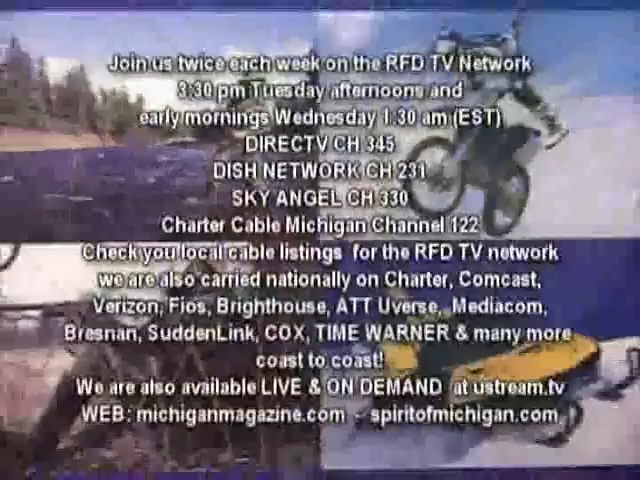 Join us twice each week on the RFD TV Network
3:30 pm Tuesday afternoons and
early mornings Wednesday 1.30 am (EST)
DIRECTV CH 345
DISH NETWORK CH 231
SKY ANGEL CH 330
Charter Cable Michigan Channel 122
Check you local cable listings for the RFD TV network
we are also carried nationally on Charter, Comcast,
Verizon, Fios, Brighthouse, ATT Uverse, Mediacom,
Bresnan, SuddenLink, COX, TIME WARNER & many more
coast to coast!
We are also available LIVE & ON DEMAND at ustream.tv
WEB: michiganmagazine.com - spiritofmichigan.com